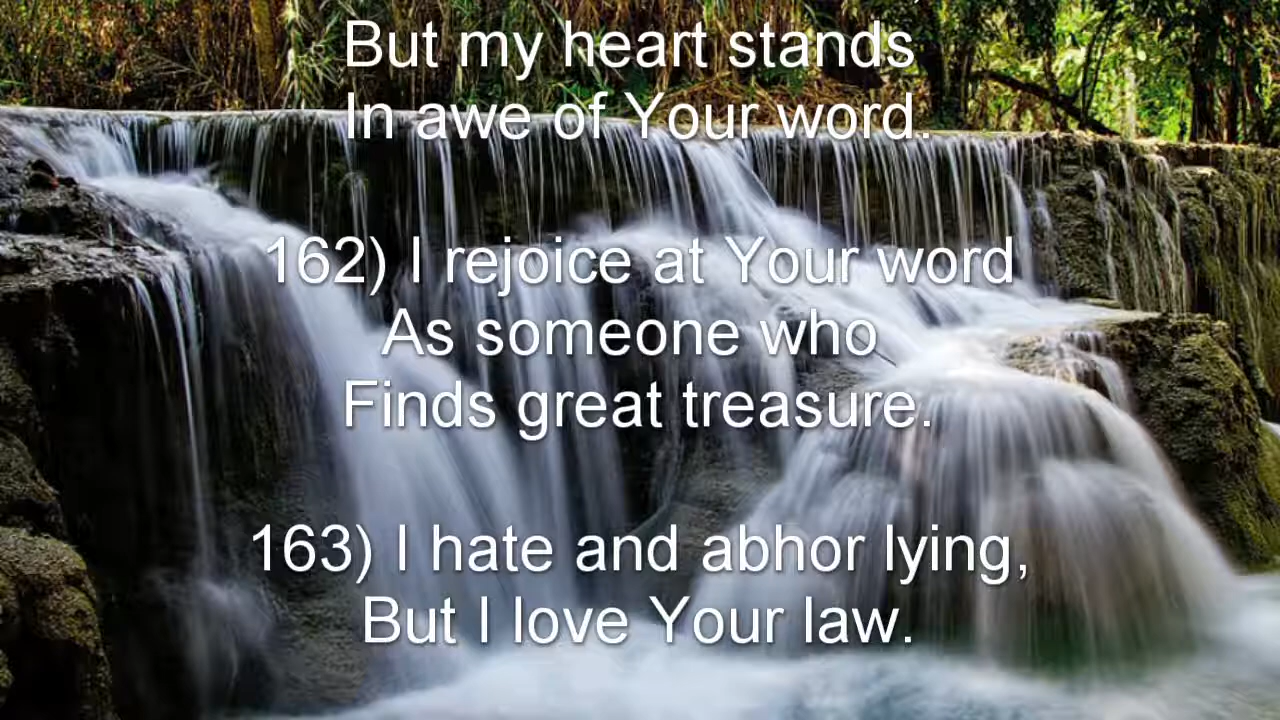 But my heart stands
In awe of Your word.
162) I rejoice at Your word
As someone who
Finds great treasure.
163) I hate and abhor lying,
But I love Your law.